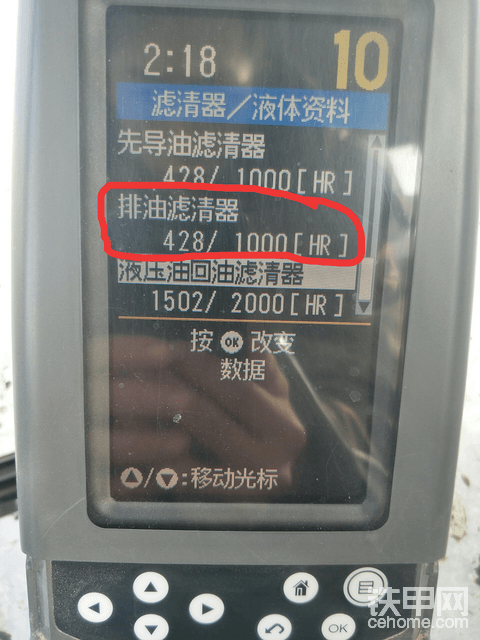 2:18
10
滤清器/液体资料
先导油滤清器
428/ 1000[HR]
排油滤清器
428/ 1000[HR]
液压油回油滤清器
1502/ 2000[HR]
按 OK 改变
数据
▲/▼:移动光标
OK
铁甲网
cehome.com